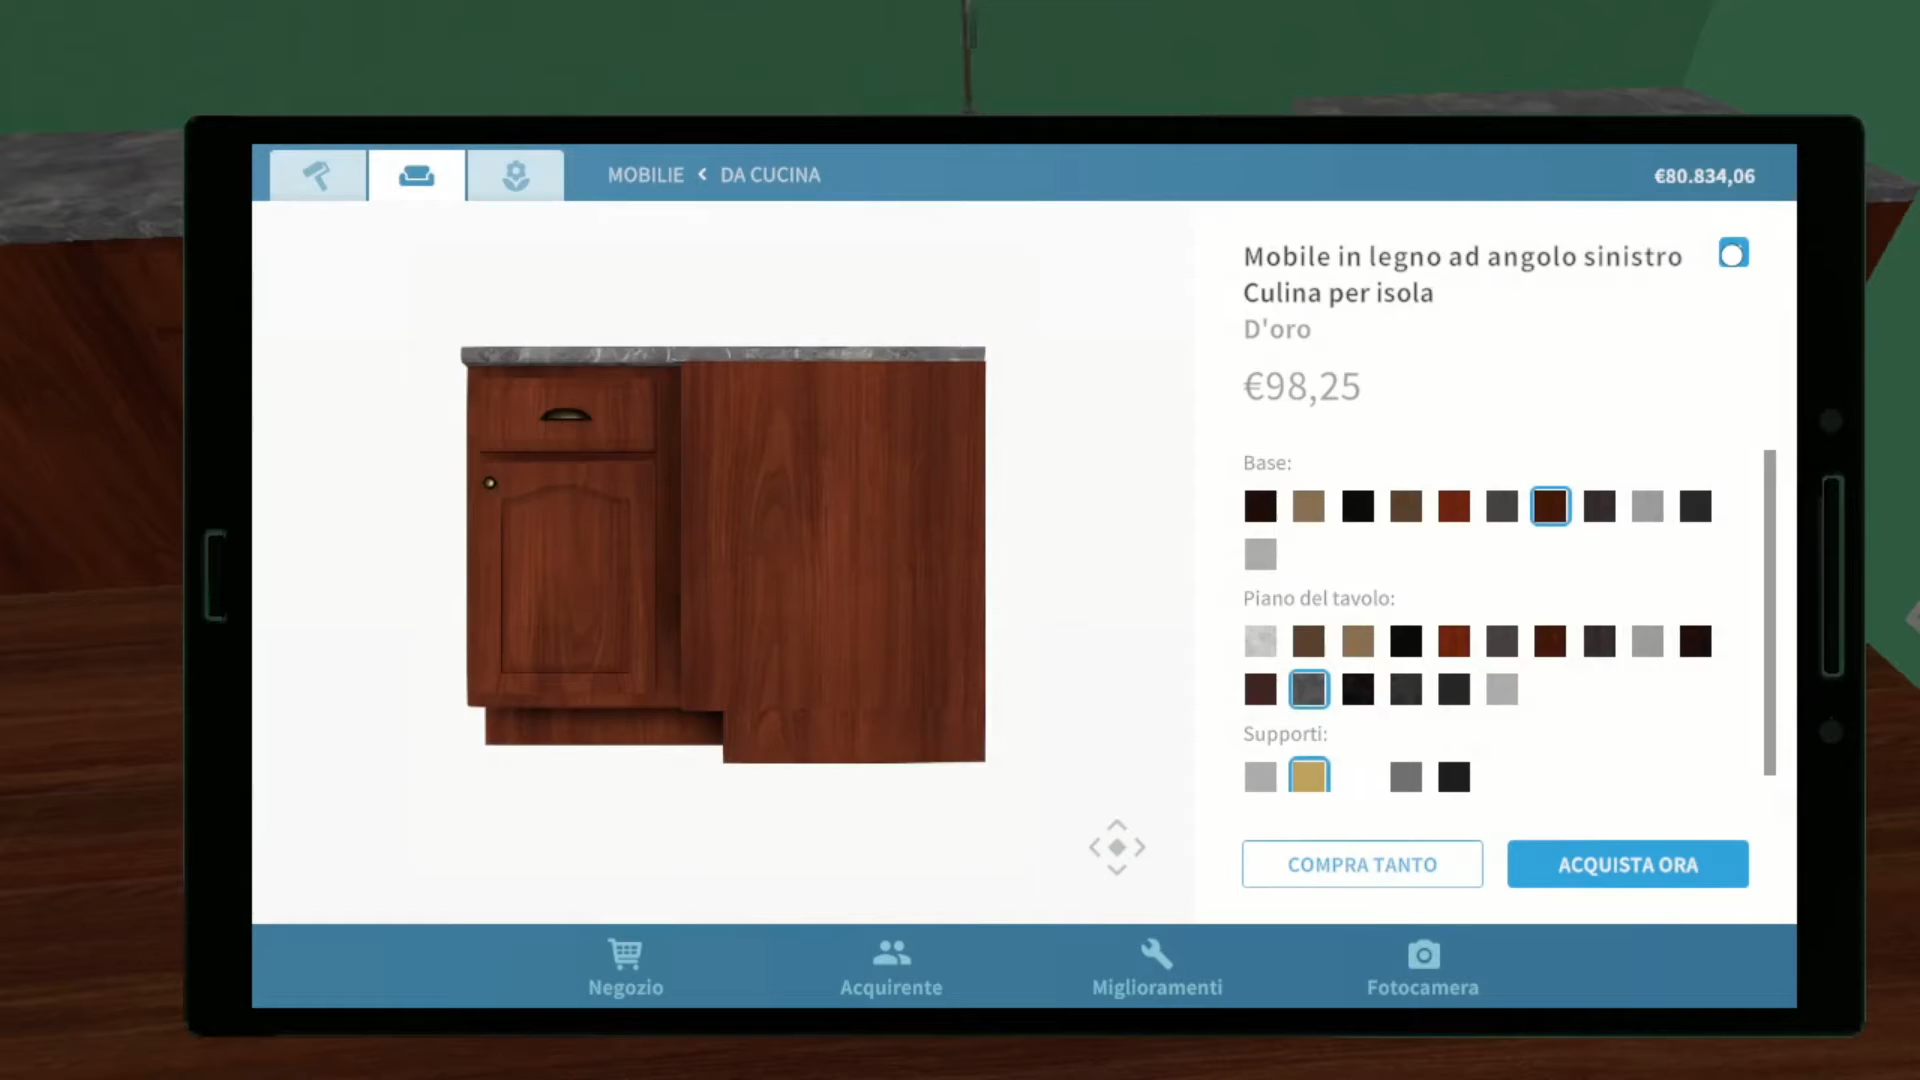 MOBILIE < DA CUCINA
€80.834,06
Mobile in legno ad angolo sinistro
Culina per isola
D'oro
€98,25
Base:
Piano del tavolo:
Supporti:
COMPRA TANTO
ACQUISTA ORA
Negozio
Acquirente
Miglioramenti
Fotocamera